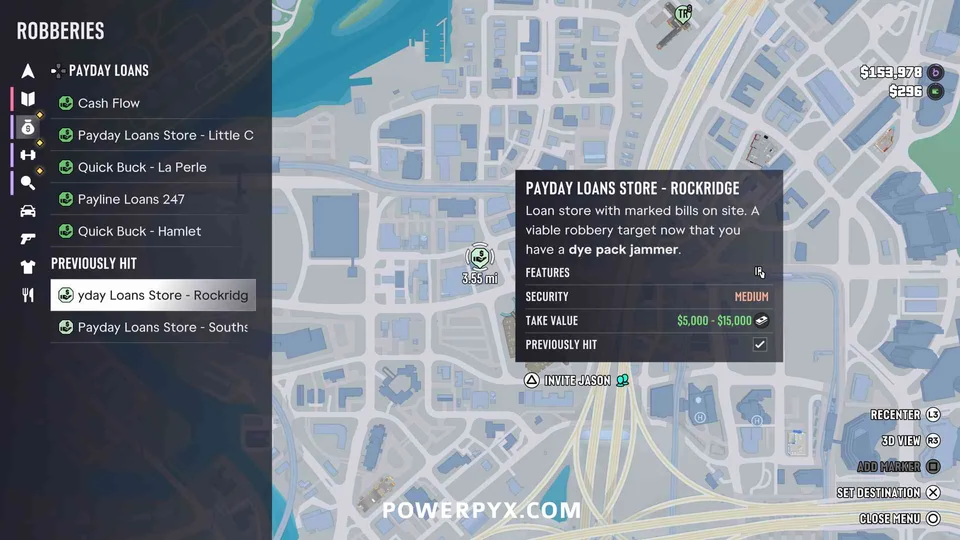 ROBBERIES
PAYDAY LOANS
Cash Flow
Payday Loans Store - Little C
Quick Buck - La Perle
Payline Loans 247
Quick Buck - Hamlet
PREVIOUSLY HIT
yday Loans Store - Rockridg
Payday Loans Store - Souths
TR
$153,978
$296
3.55 mi
PAYDAY LOANS STORE - ROCKRIDGE
Loan store with marked bills on site. A
viable robbery target now that you
have a dye pack jammer.
FEATURES
SECURITY MEDIUM
TAKE VALUE $5,000 - $15,000
PREVIOUSLY HIT
INVITE JASON
H H
RECENTER L3
3D VIEW R3
ADD MARKER
SET DESTINATION
CLOSE MENU
POWERPYX.COM